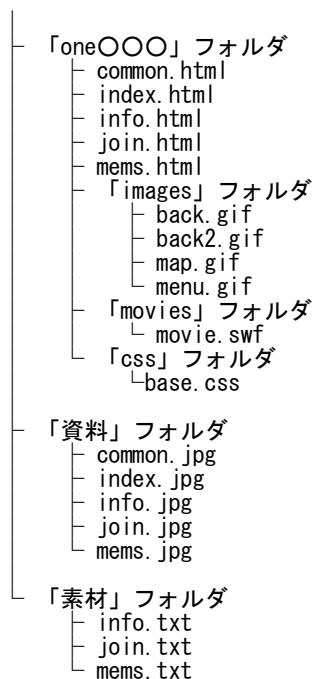 「one〇〇〇」フォルダ
common.html
index.html
info.html
join.html
mems.html
「images」フォルダ
back.gif
back2.gif
map.gif
menu.gif
「movies」フォルダ
movie.swf
「css」フォルダ
base.css
「資料」フォルダ
common.jpg
index.jpg
info.jpg
join.jpg
mems.jpg
「素材」フォルダ
info.txt
join.txt
mems.txt